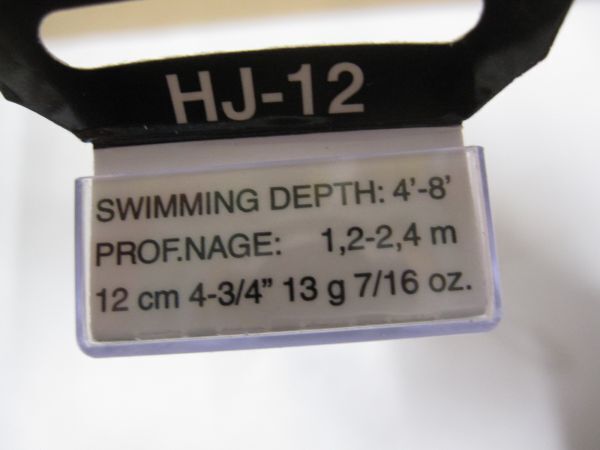 HJ-12
SWIMMING DEPTH: 4'-8'
PROF.NAGE: 1,2-2,4 m
12 cm 4-3/4" 13 g 7/16 oz.